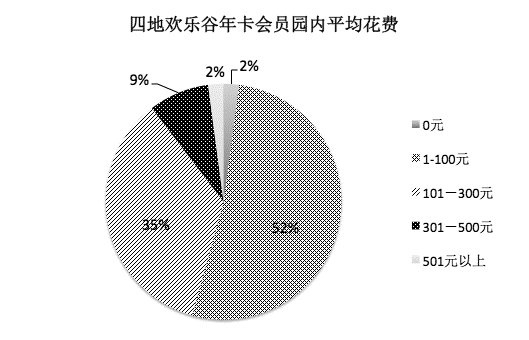 四地欢乐谷年卡会员园内平均花费
2%
2%
9%
35%
52%
0元
1-100元
101－300元
301－500元
501元以上